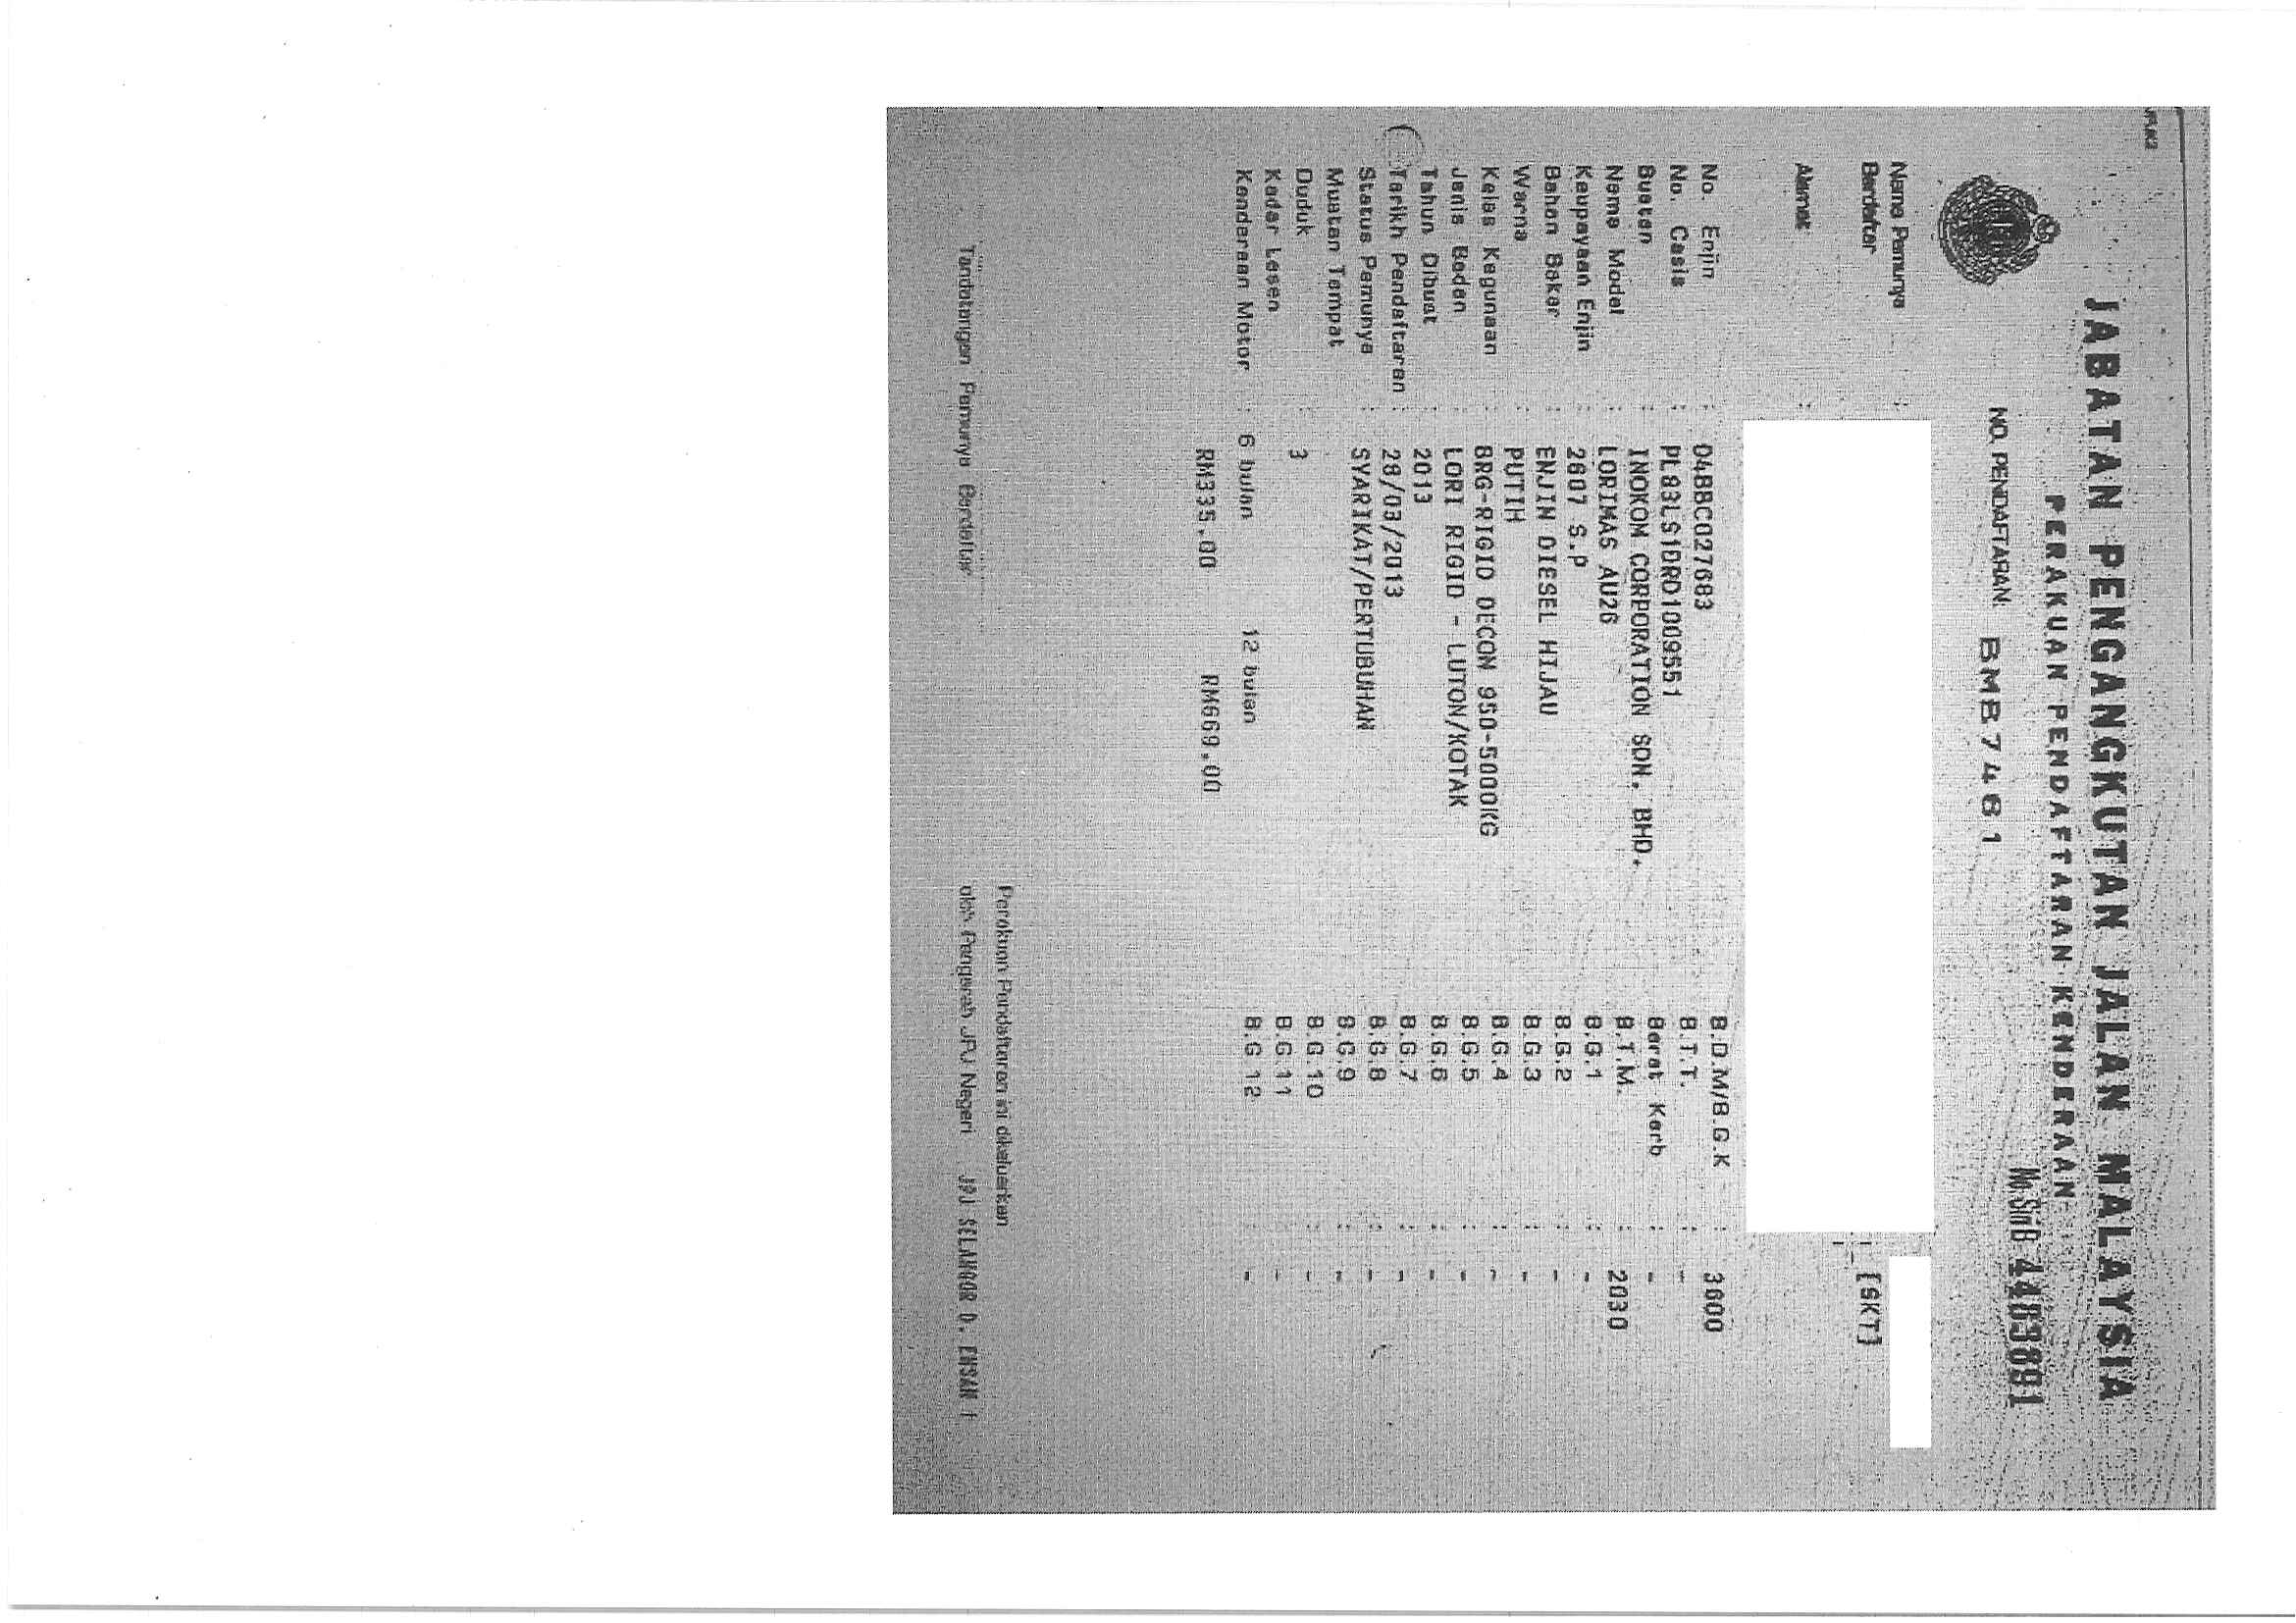 JABATAN PENGANGKUTAN JALAN MALAYSIA
PERAKUAN PENDAFTARAN KENDERAAN
No. Siri B 4483891
NO. PENDAFTARAN: BMB7461
Nama Pemunya :
Berdaftar [SKT]
Alamat :
No. Enjin : D4BBC027683 B.D.M/B.G.K : 3600
No. Casis : PL83LS1DRD1009551 B.T.T. : -
Buatan : INOKOM CORPORATION SDN. BHD. Berat Kerb : -
Nama Model : LORIMAS AU26 B.T.M. : 2030
Keupayaan Enjin : 2607 S.P B.G.1 : -
Bahan Bakar : ENJIN DIESEL HIJAU B.G.2 : -
Warna : PUTIH B.G.3 : -
Kelas Kegunaan : BRG-RIGID DECON 950-5000KG B.G.4 : -
Jenis Badan : LORI RIGID - LUTON/KOTAK B.G.5 : -
Tahun Dibuat : 2013 B.G.6 : -
Tarikh Pendaftaran : 28/03/2013 B.G.7 : -
Status Pemunya : SYARIKAT/PERTUBUHAN B.G.8 : -
Muatan Tempat B.G.9 : -
Duduk : 3 B.G.10 : -
Kadar Lesen B.G.11 -
Kenderaan Motor : 6 bulan 12 bulan B.G 12 -
RM335.00 RM669.00
Perakuan Pendaftaran ini dikeluarkan
Tandatangan Pemunya Berdaftar oleh Pengarah JPJ Negeri JPJ SELANGOR D. EHSAN